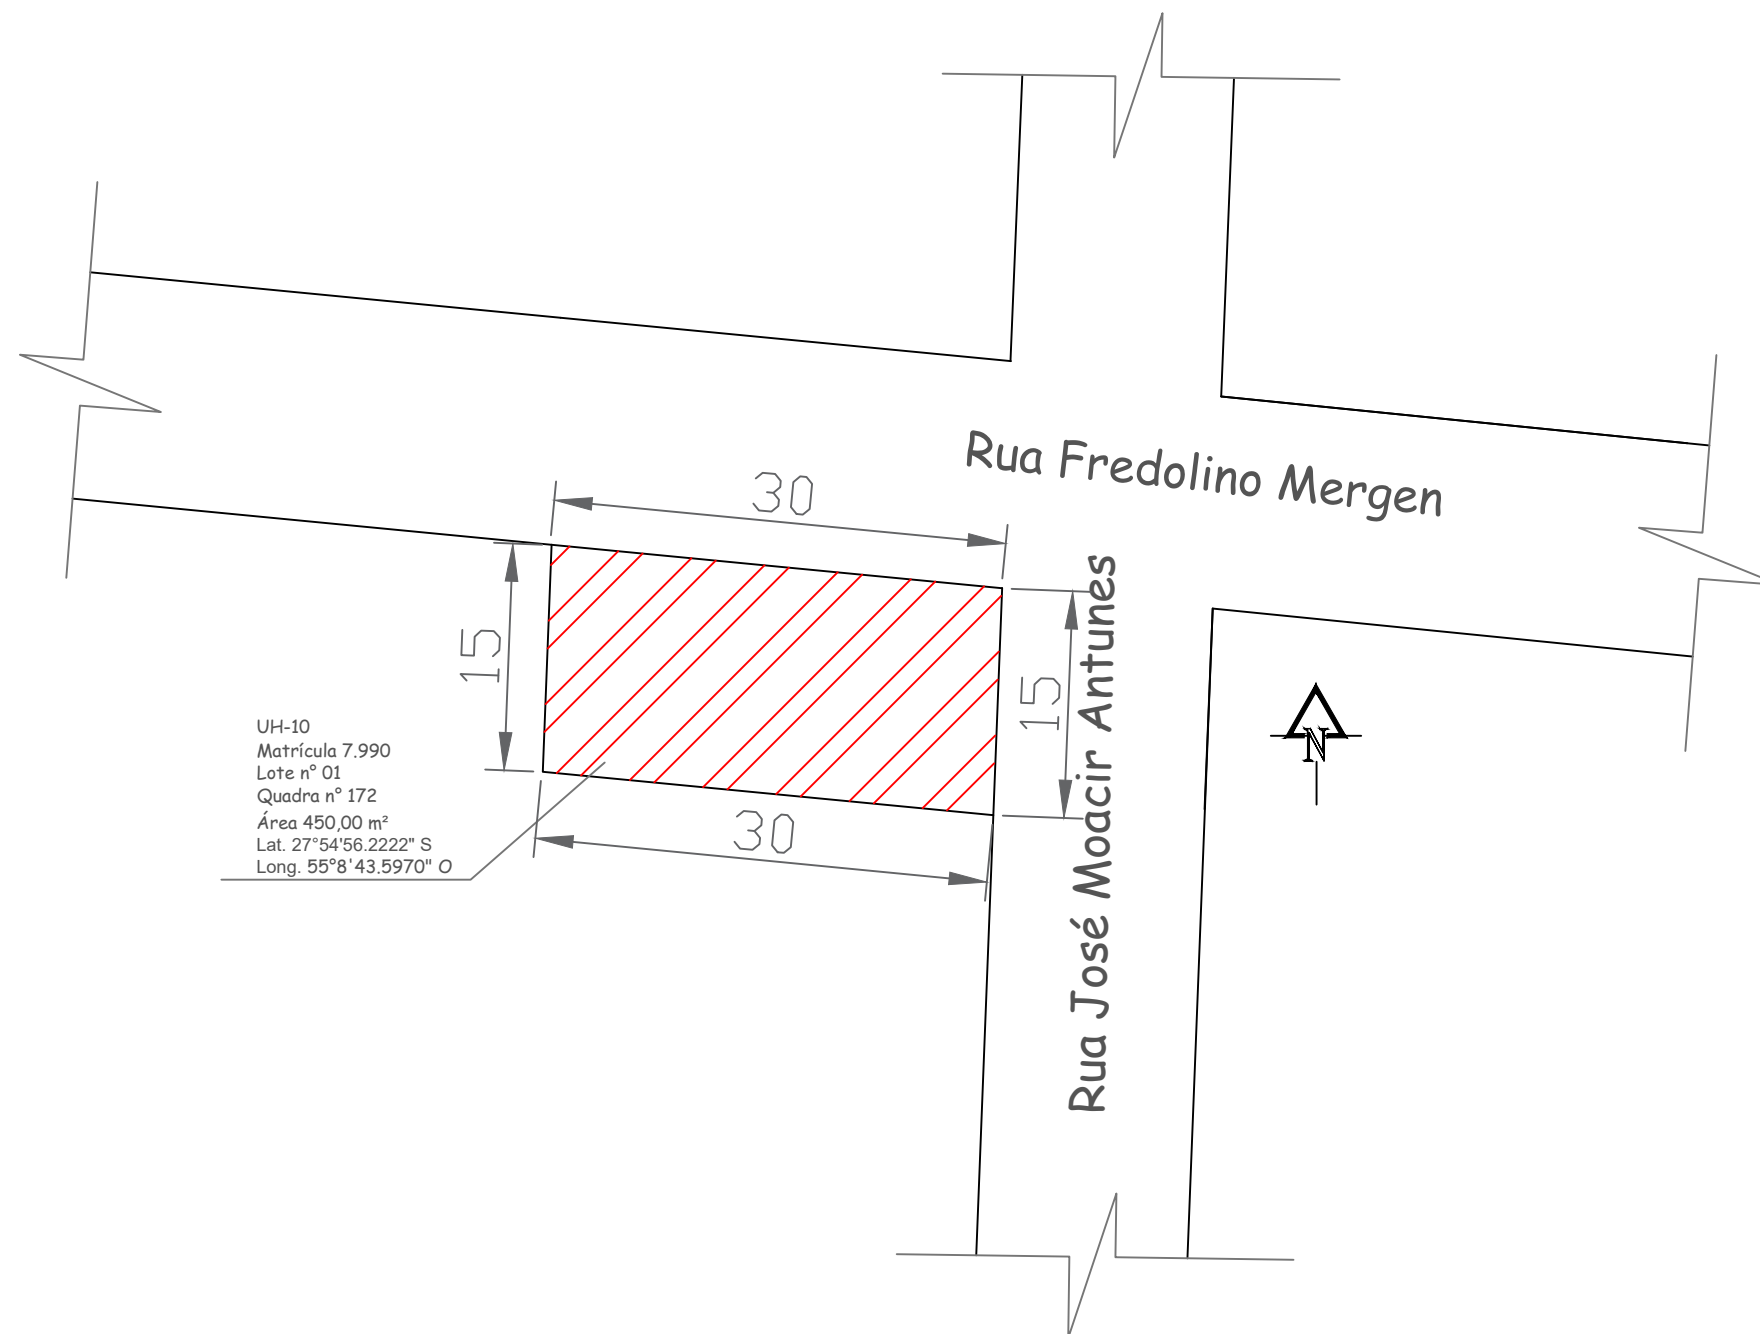 Rua Fredolino Mergen
30
15
15
Rua José Moacir Antunes
UH-10
Matrícula 7.990
Lote n° 01
Quadra n° 172
Área 450,00 m²
Lat. 27°54'56.2222" S
Long. 55°8'43.5970" O
30
N